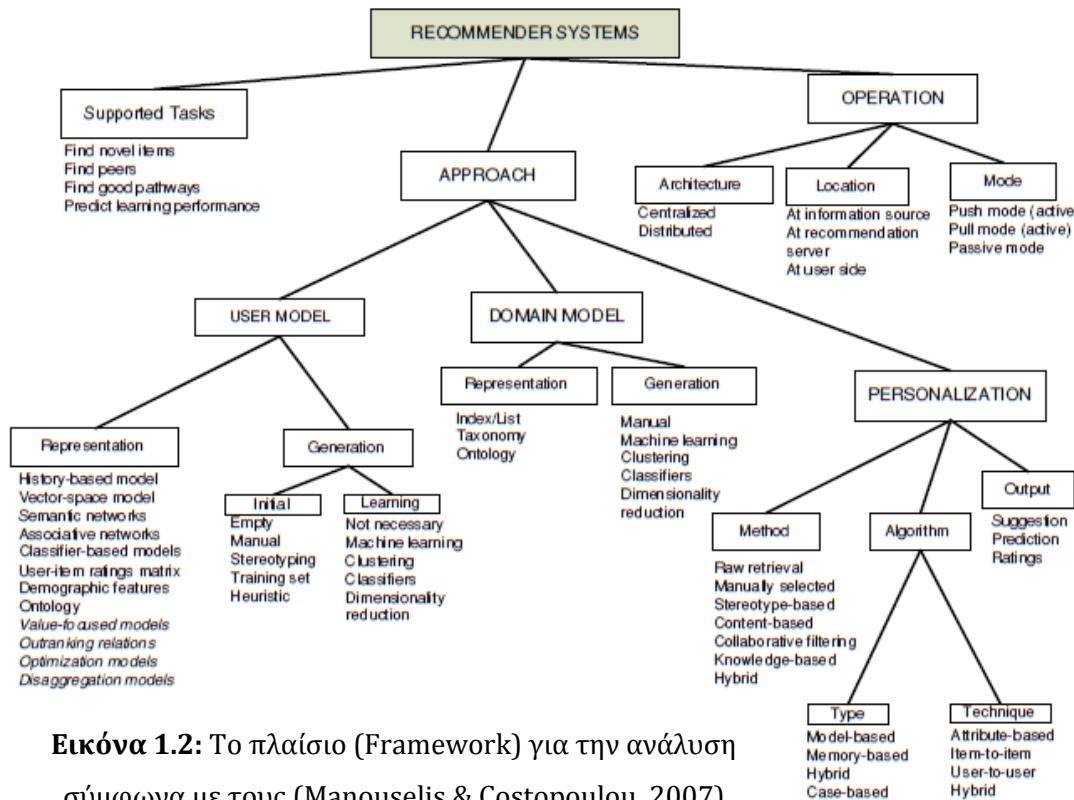 RECOMMENDER SYSTEMS
Supported Tasks
Find novel items
Find peers
Find good pathways
Predict learning performance
APPROACH
OPERATION
Architecture
Centralized
Distributed
Location
At information source
At recommendation
server
At user side
Mode
Push mode (active
Pull mode (active)
Passive mode
USER MODEL
Representation
History-based model
Vector-space model
Semantic networks
Associative networks
Classifier-based models
User-item ratings matrix
Demographic features
Ontology
Value-focused models
Outranking relations
Optimization models
Disaggregation models
Generation
Initial
Empty
Manual
Stereotyping
Training set
Heuristic
Learning
Not necessary
Machine learning
Clustering
Classifiers
Dimensionality
reduction
DOMAIN MODEL
Representation
Index/List
Taxonomy
Ontology
Generation
Manual
Machine learning
Clustering
Classifiers
Dimensionality
reduction
PERSONALIZATION
Method
Raw retrieval
Manually selected
Stereotype-based
Content-based
Collaborative filtering
Knowledge-based
Hybrid
Algorithm
Type
Model-based
Memory-based
Hybrid
Case-based
Technique
Attribute-based
Item-to-item
User-to-user
Hybrid
Output
Suggestion
Prediction
Ratings
Εικόνα 1.2: Το πλαίσιο (Framework) για την ανάλυση
σύμφωνα με τους (Manouselis & Costopoulou, 2007)